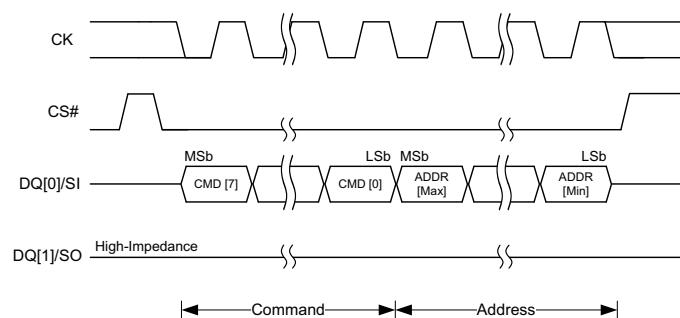 CK
CS#
MSb
LSb
MSb
LSb
DQ[0]/SI
CMD [7]
CMD [0]
ADDR
[Max]
ADDR
[Min]
DQ[1]/SO
High-Impedance
Command
Address